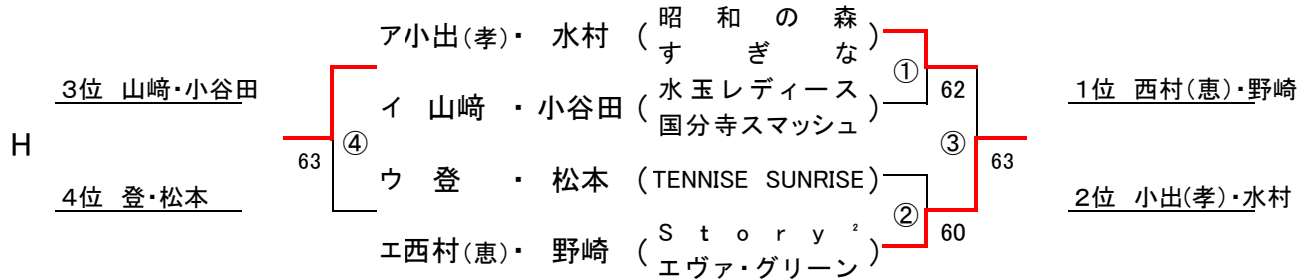 ア小出(孝)・ 水村 (昭和の森 すぎな)
①
3位 山﨑・小谷田
62
1位 西村(恵)・野崎
イ 山﨑 ・小谷田(水玉レディース 国分寺スマッシュ)
H
63
④
③
63
ウ 登 ・ 松本 (TENNISE SUNRISE)
4位 登・松本
②
2位 小出(孝)・水村
60
エ西村(恵)・ 野崎 (Story² エヴァ・グリーン)